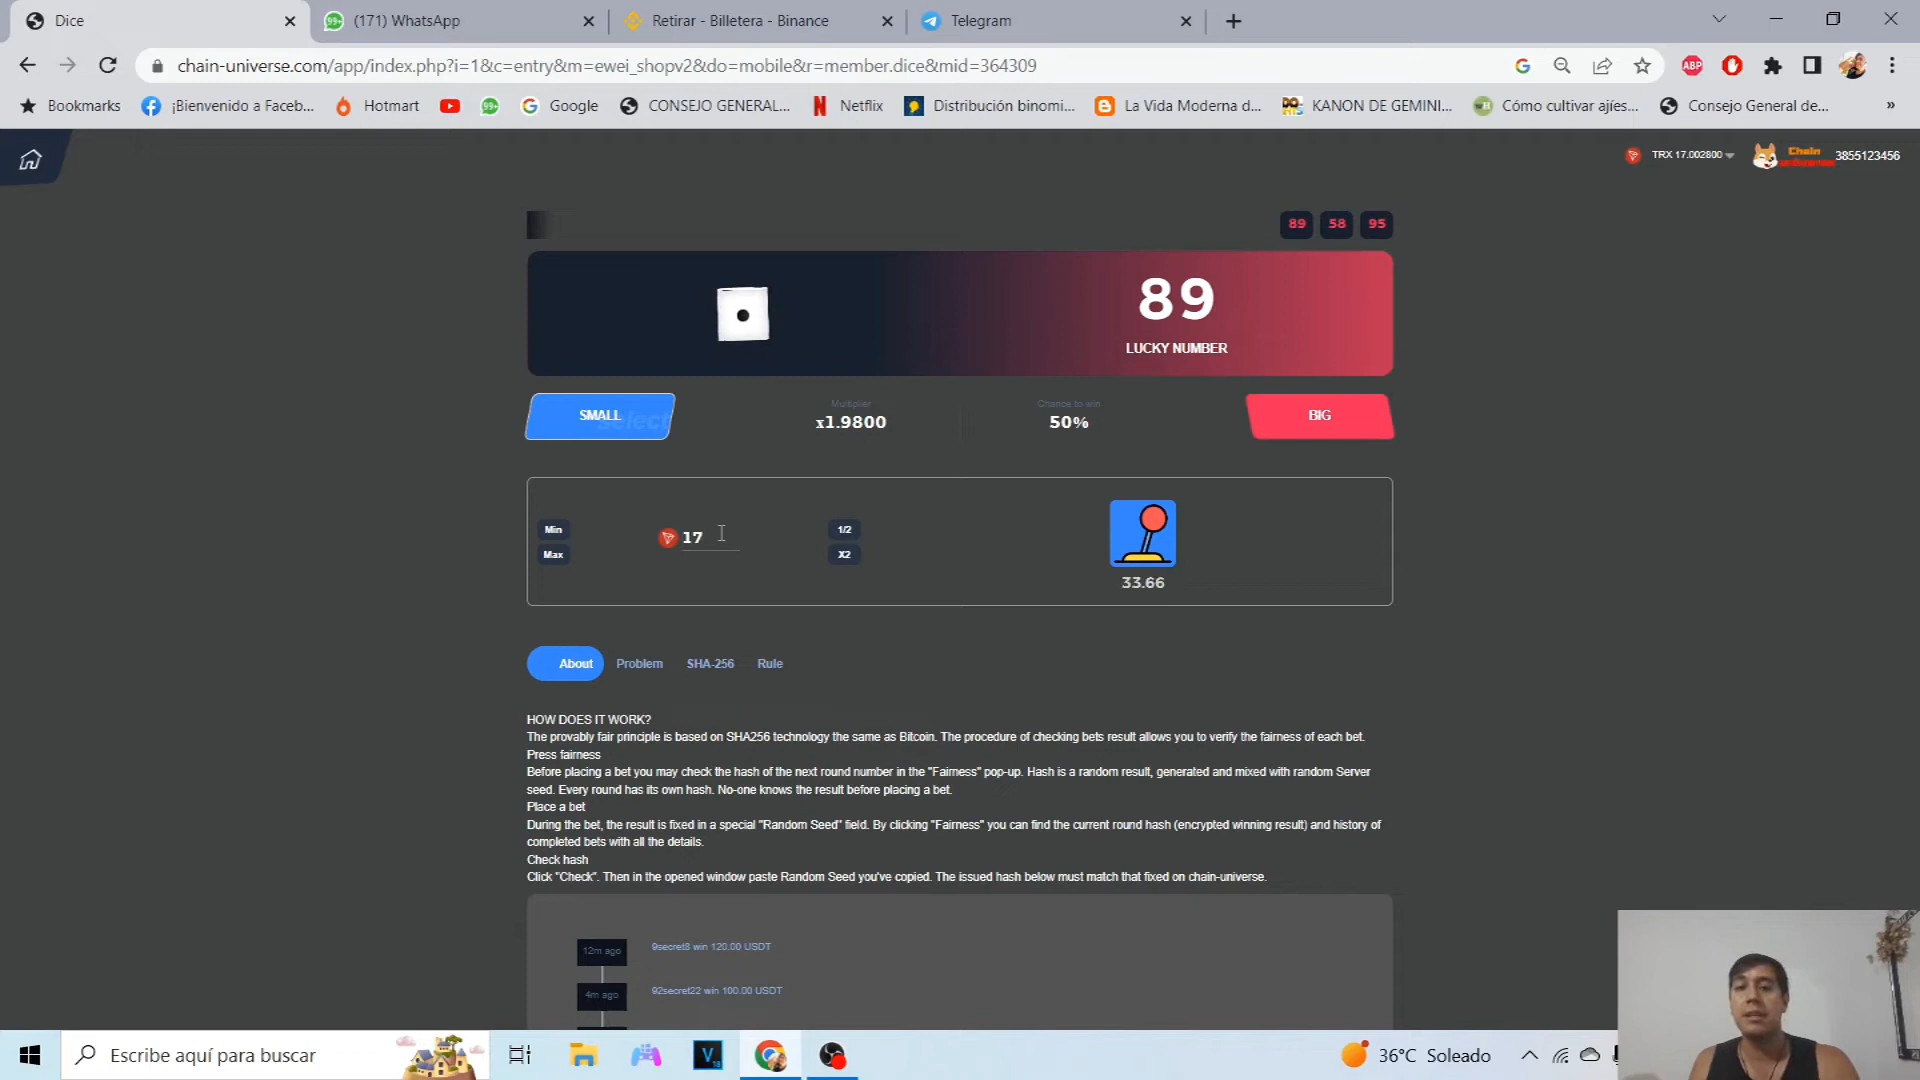 Dice
(171) WhatsApp
Retirar - Billetera - Binance
Telegram
chain-universe.com/app/index.php?i=1&c=entry&m=ewei_shopv2&do=mobile&r=member.dice&mid=364309
ABP
Bookmarks
¡Bienvenido a Faceb...
Hotmart
99+
Google
CONSEJO GENERAL...
Netflix
Distribución binomi...
La Vida Moderna d...
KANON DE GEMINI...
Cómo cultivar ajíes...
Consejo General de...
»
TRX 17.002800
Chain
3855123456
89
58
95
89
LUCKY NUMBER
SMALL
select
Multiplier
x1.9800
Chance to win
50%
BIG
Min
Max
17
1/2
X2
33.66
About
Problem
SHA-256
Rule
HOW DOES IT WORK?
The provably fair principle is based on SHA256 technology the same as Bitcoin. The procedure of checking bets result allows you to verify the fairness of each bet.
Press fairness
Before placing a bet you may check the hash of the next round number in the "Fairness" pop-up. Hash is a random result, generated and mixed with random Server
seed. Every round has its own hash. No-one knows the result before placing a bet.
Place a bet
During the bet, the result is fixed in a special "Random Seed" field. By clicking "Fairness" you can find the current round hash (encrypted winning result) and history of
completed bets with all the details.
Check hash
Click "Check". Then in the opened window paste Random Seed you've copied. The issued hash below must match that fixed on chain-universe.
12m ago
9secret8 win 120.00 USDT
4m ago
92secret22 win 100.00 USDT
Escribe aquí para buscar
36°C Soleado